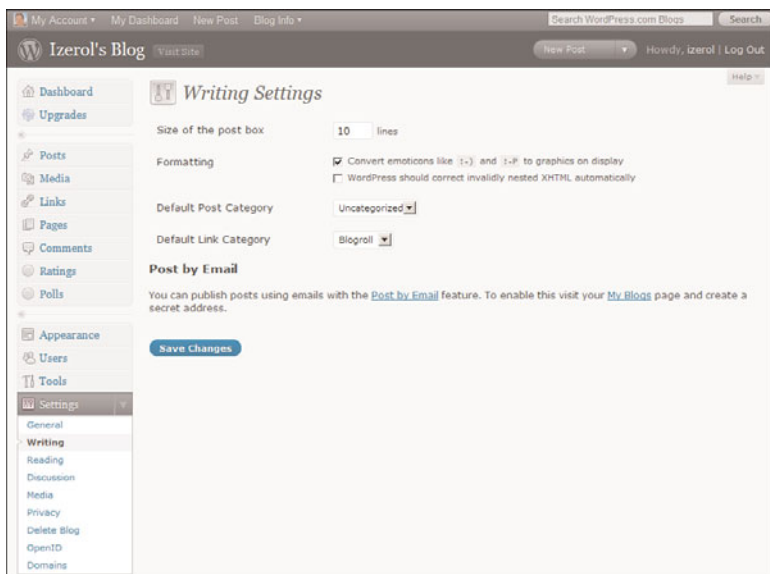 My Account ▾ My Dashboard New Post Blog Info ▾ Search WordPress.com Blogs Search
Izerol's Blog Visit Site New Post Howdy, izerol | Log Out
Help
Dashboard
Upgrades
Posts
Media
Links
Pages
Comments
Ratings
Polls
Appearance
Users
Tools
Settings
General
Writing
Reading
Discussion
Media
Privacy
Delete Blog
OpenID
Domains
Writing Settings
Size of the post box 10 lines
Formatting Convert emoticons like :-) and :-P to graphics on display
WordPress should correct invalidly nested XHTML automatically
Default Post Category Uncategorized
Default Link Category Blogroll
Post by Email
You can publish posts using emails with the Post by Email feature. To enable this visit your My Blogs page and create a
secret address.
Save Changes